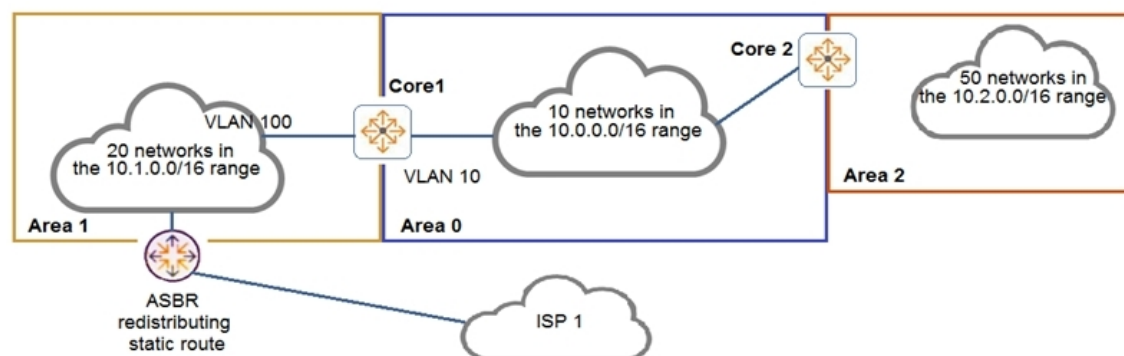 Core 2
Core1
VLAN 100
20 networks in
the 10.1.0.0/16 range
10 networks in
the 10.0.0.0/16 range
50 networks in
the 10.2.0.0/16 range
VLAN 10
Area 1
Area 0
Area 2
ASBR
redistributing
static route
ISP 1